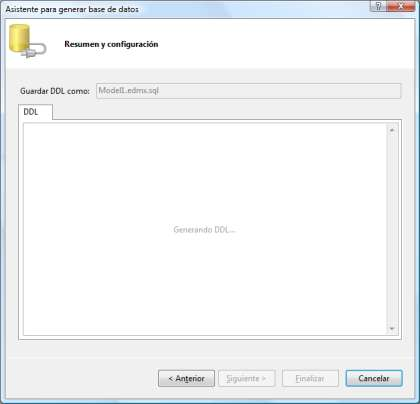 Asistente para generar base de datos
?
Resumen y configuración
Guardar DDL como: Model1.edmx.sql
DDL
Generando DDL...
< Anterior Siguiente > Finalizar Cancelar